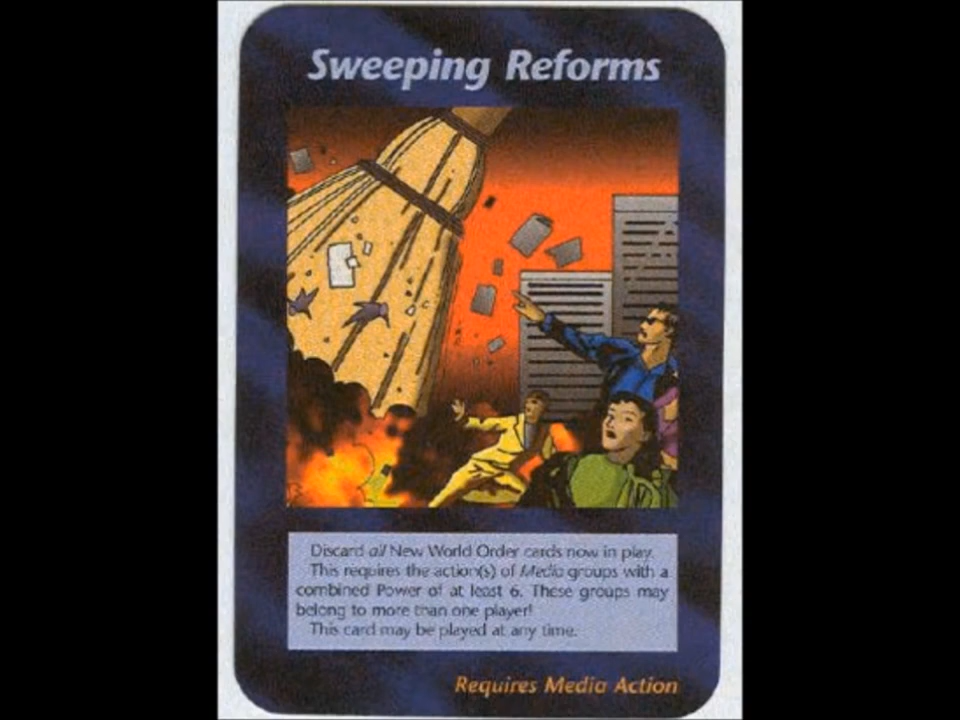 Sweeping Reforms
Discard all New World Order cards now in play.
This requires the action(s) of Media groups with a
combined Power of at least 6. These groups may
belong to more than one player!
This card may be played at any time.
Requires Media Action